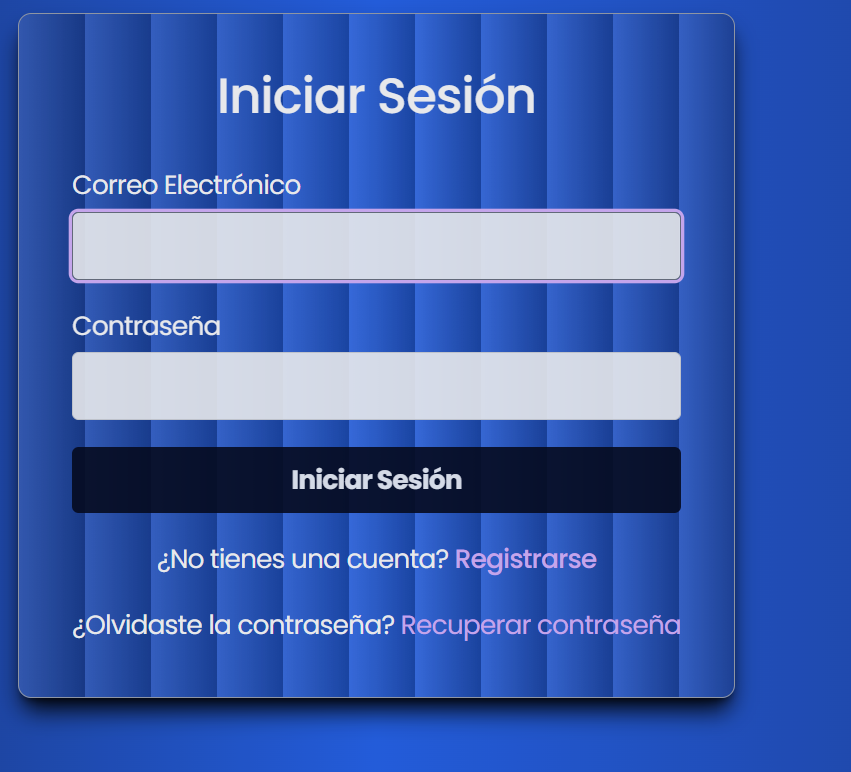 Iniciar Sesión
Correo Electrónico
Contraseña
Iniciar Sesión
¿No tienes una cuenta? Registrarse
¿Olvidaste la contraseña? Recuperar contraseña